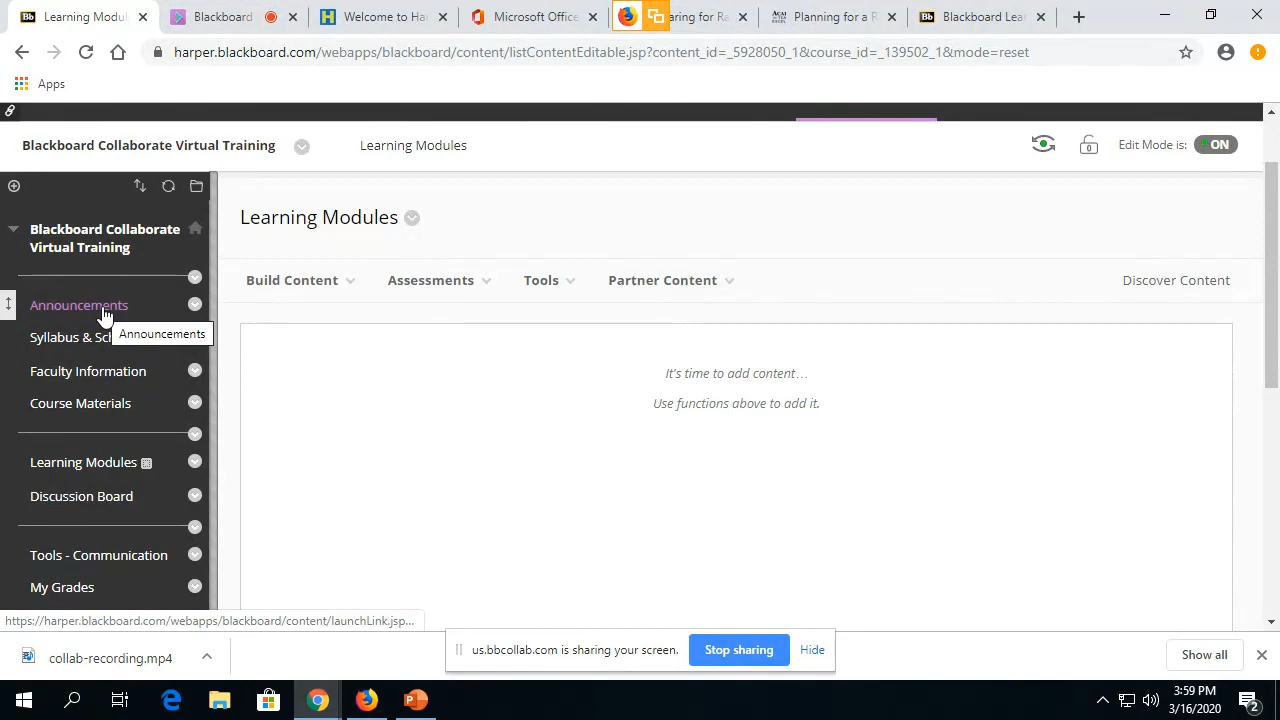 Learning Modul
Blackboard
Welcome to Har
Microsoft Office
aring for Ra
Planning for a
Blackboard Lea
harper.blackboard.com/webapps/blackboard/content/listContentEditable.jsp?content_id=_5928050_1&course_id=_139502_1&mode=reset
Apps
Blackboard Collaborate Virtual Training
Learning Modules
Edit Mode is: ON
Blackboard Collaborate
Virtual Training
Announcements
Announcements
Syllabus & Sch
Faculty Information
Course Materials
Learning Modules
Discussion Board
Tools - Communication
My Grades
Learning Modules
Build Content
Assessments
Tools
Partner Content
Discover Content
It's time to add content…
Use functions above to add it.
https://harper.blackboard.com/webapps/blackboard/content/launchLink.jsp...
collab-recording.mp4
us.bbcollab.com is sharing your screen.
Stop sharing
Hide
Show all
3:59 PM
3/16/2020
2